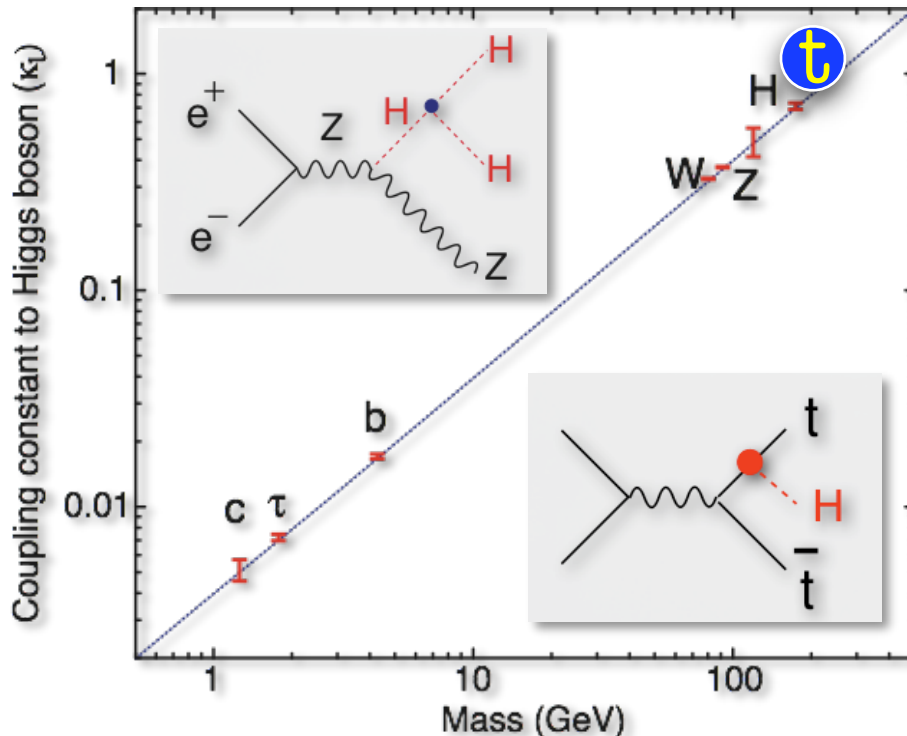 Coupling constant to Higgs boson (κᵢ)
1
0.1
0.01
1
10
100
Mass (GeV)
c
τ
b
W
Z
H
t
e⁺
e⁻
Z
H
H
H
Z
t
H
t̄